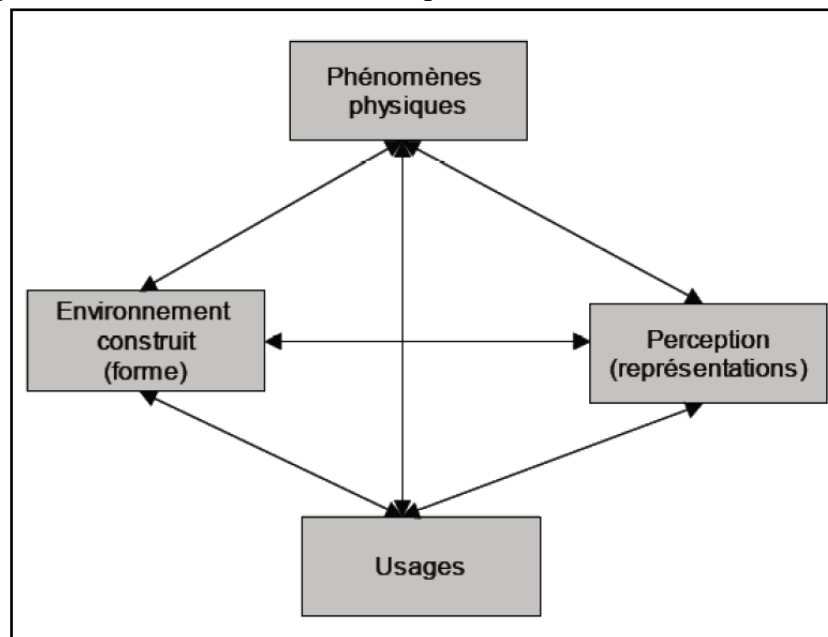 Phénomènes
physiques
Environnement
construit
(forme)
Perception
(représentations)
Usages